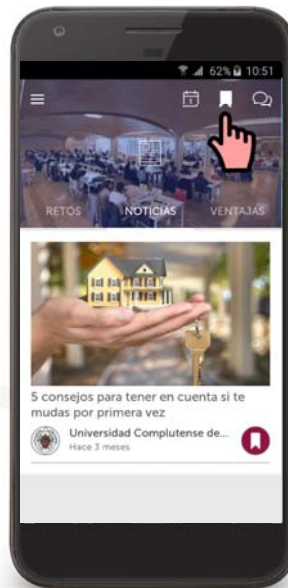 62% 10:51
1
RETOS NOTICIAS VENTAJAS
5 consejos para tener en cuenta si te
mudas por primera vez
Universidad Complutense de...
Hace 3 meses